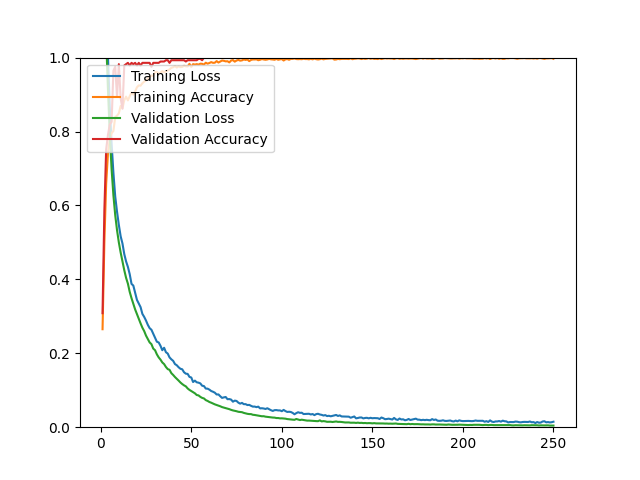 1.0
0.8
0.6
0.4
0.2
0.0
Training Loss
Training Accuracy
Validation Loss
Validation Accuracy
0 50 100 150 200 250